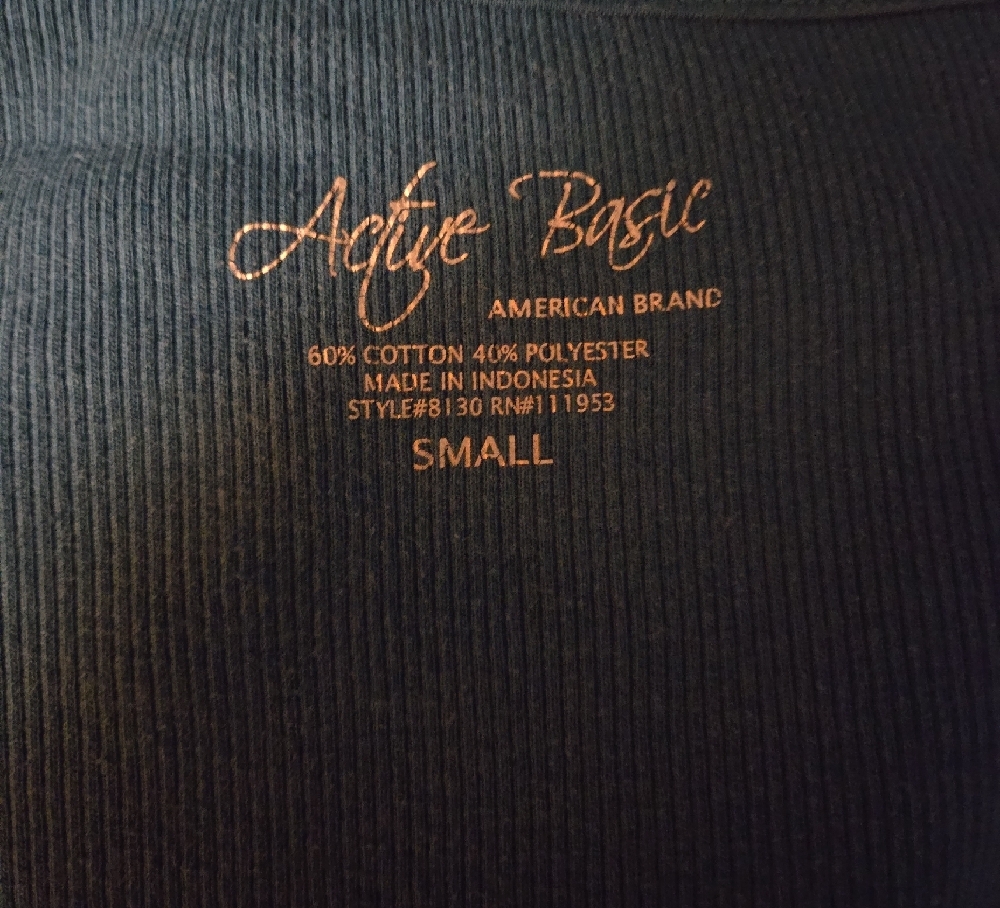 Active Basic
AMERICAN BRAND
60% COTTON 40% POLYESTER
MADE IN INDONESIA
STYLE#8130 RN#111953
SMALL